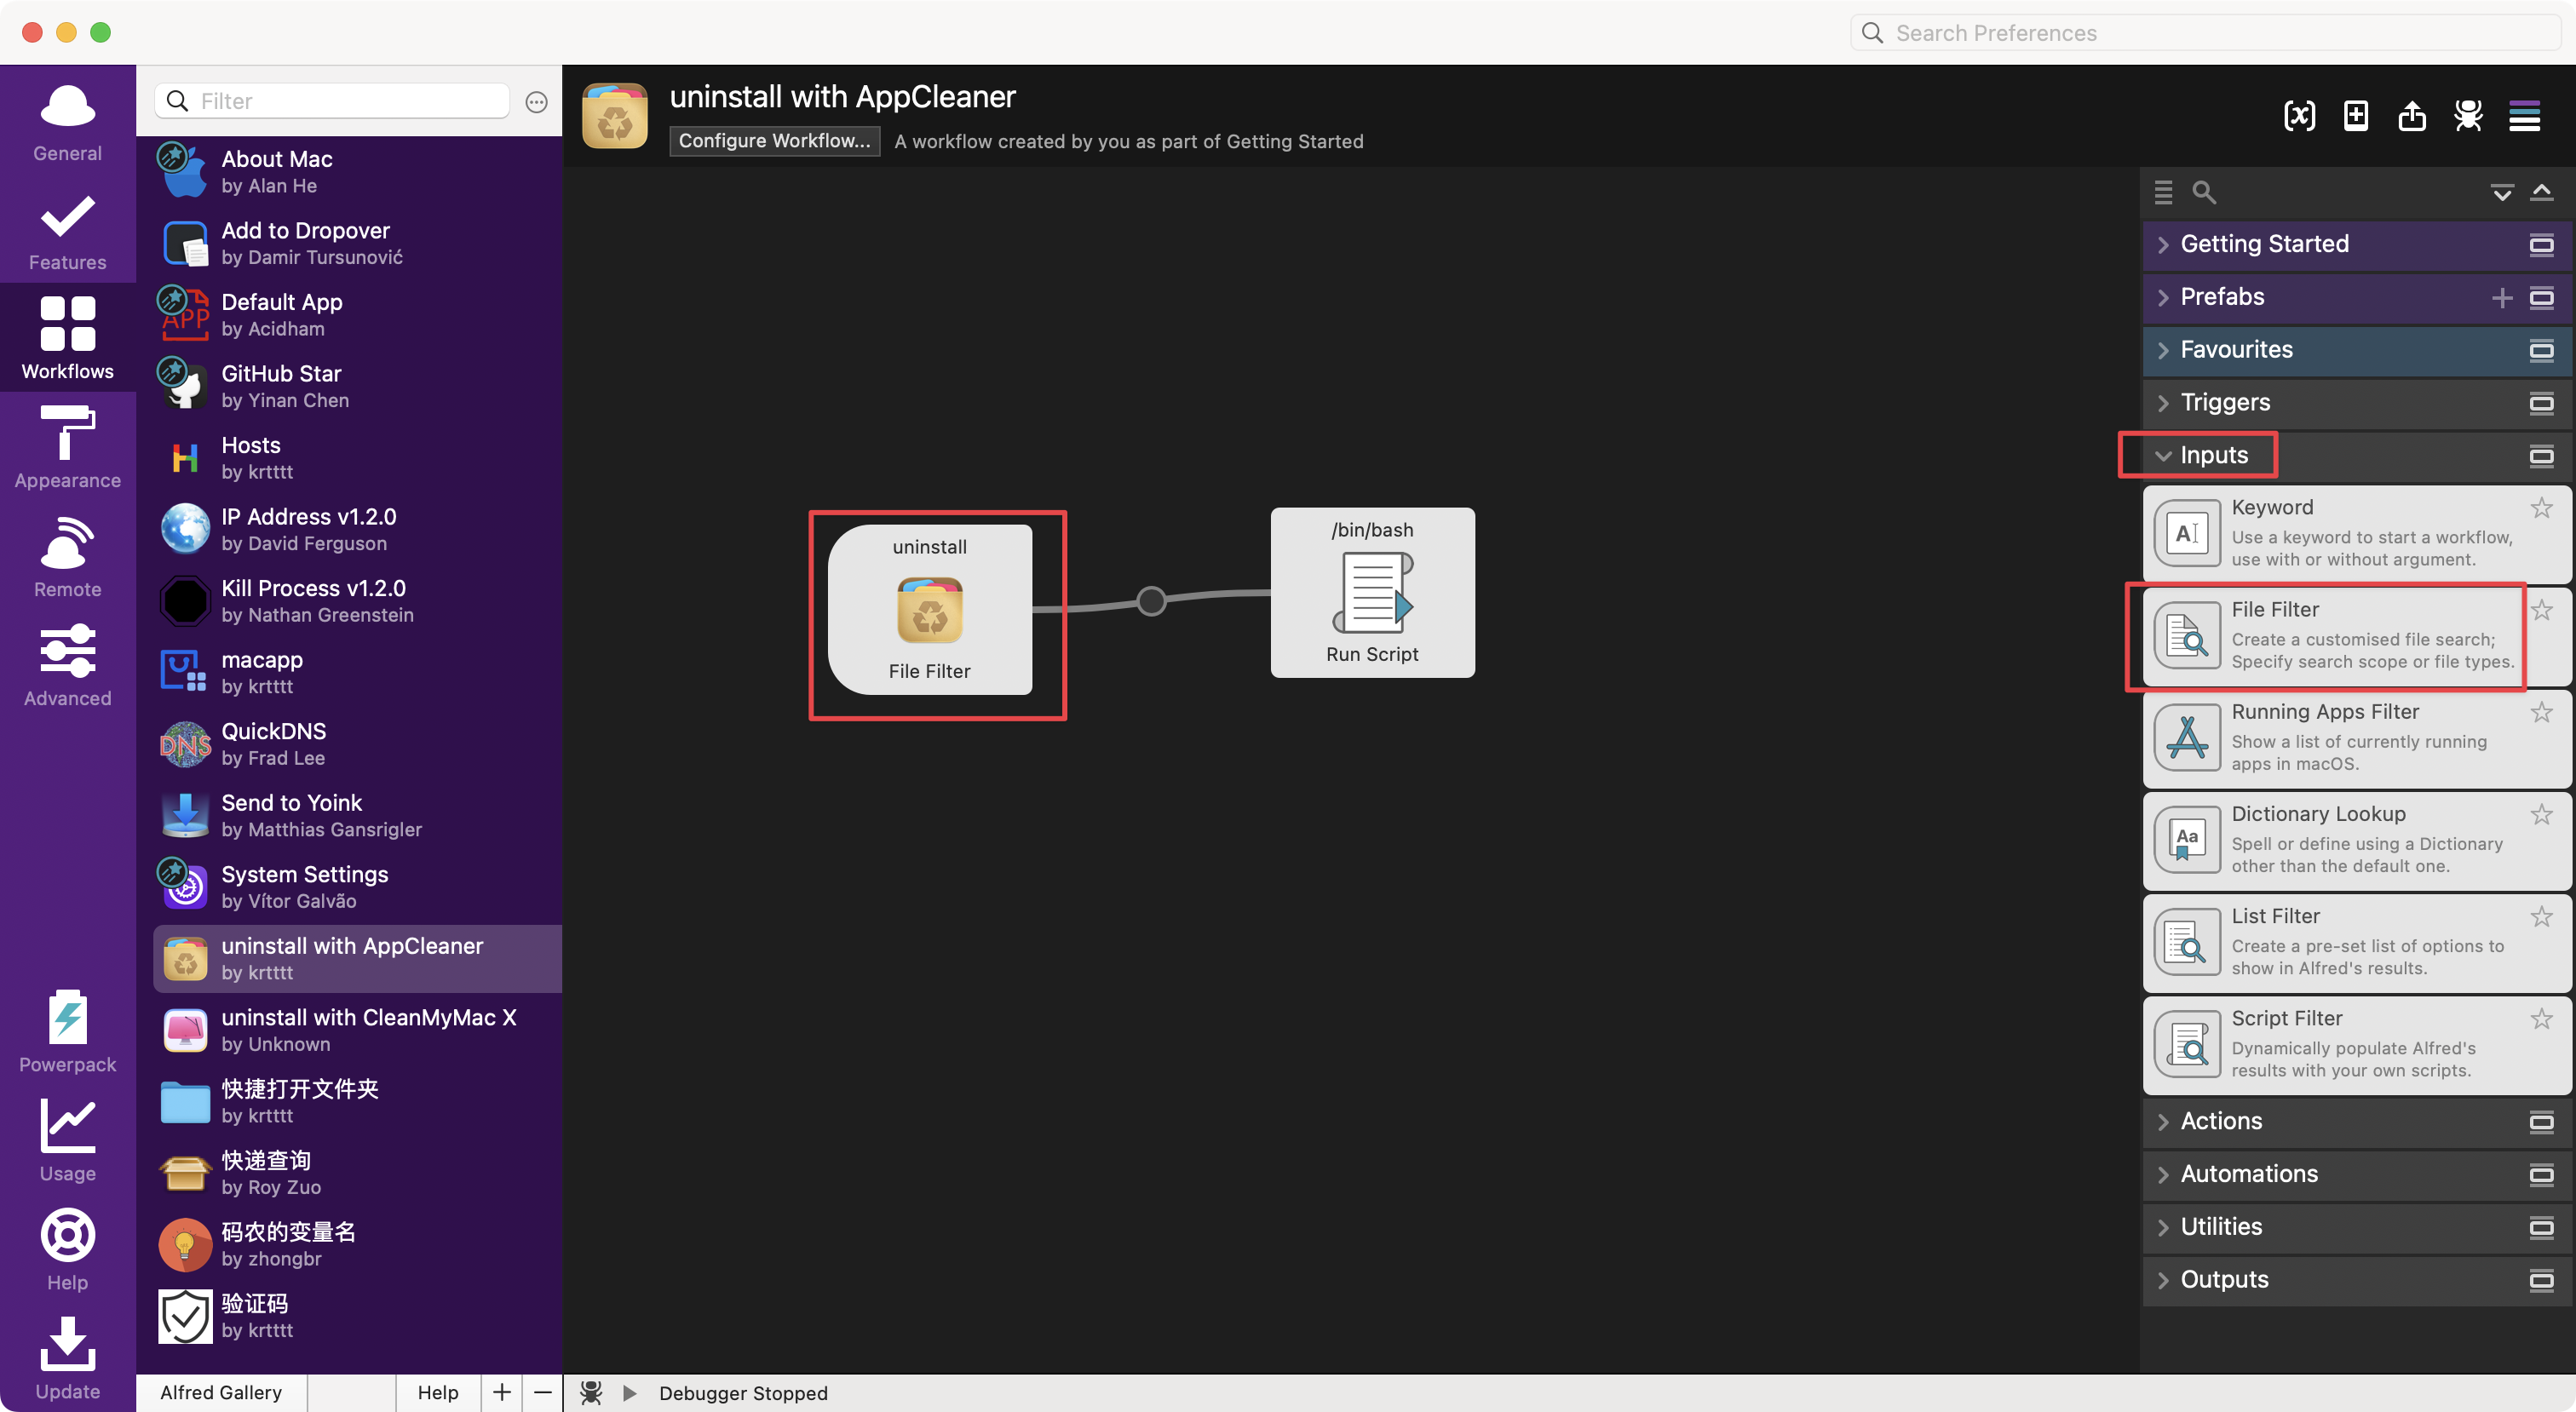 Search Preferences
General
Features
Workflows
Appearance
Remote
Advanced
Powerpack
Usage
Help
Update
Filter
About Mac
by Alan He
Add to Dropover
by Damir Tursunović
Default App
by Acidham
APP
GitHub Star
by Yinan Chen
Hosts
by krtttt
H
IP Address v1.2.0
by David Ferguson
Kill Process v1.2.0
by Nathan Greenstein
macapp
by krtttt
QuickDNS
by Frad Lee
DNS
Send to Yoink
by Matthias Gansrigler
System Settings
by Vítor Galvão
uninstall with AppCleaner
by krtttt
uninstall with CleanMyMac X
by Unknown
快捷打开文件夹
by krtttt
快递查询
by Roy Zuo
码农的变量名
by zhongbr
验证码
by krtttt
Alfred Gallery
Help
+
−
uninstall with AppCleaner
Configure Workflow...
A workflow created by you as part of Getting Started
uninstall
File Filter
/bin/bash
Run Script
Debugger Stopped
Getting Started
Prefabs
Favourites
Triggers
Inputs
Keyword
Use a keyword to start a workflow,
use with or without argument.
File Filter
Create a customised file search;
Specify search scope or file types.
Running Apps Filter
Show a list of currently running
apps in macOS.
Dictionary Lookup
Spell or define using a Dictionary
other than the default one.
Aa
List Filter
Create a pre-set list of options to
show in Alfred's results.
Script Filter
Dynamically populate Alfred's
results with your own scripts.
Actions
Automations
Utilities
Outputs